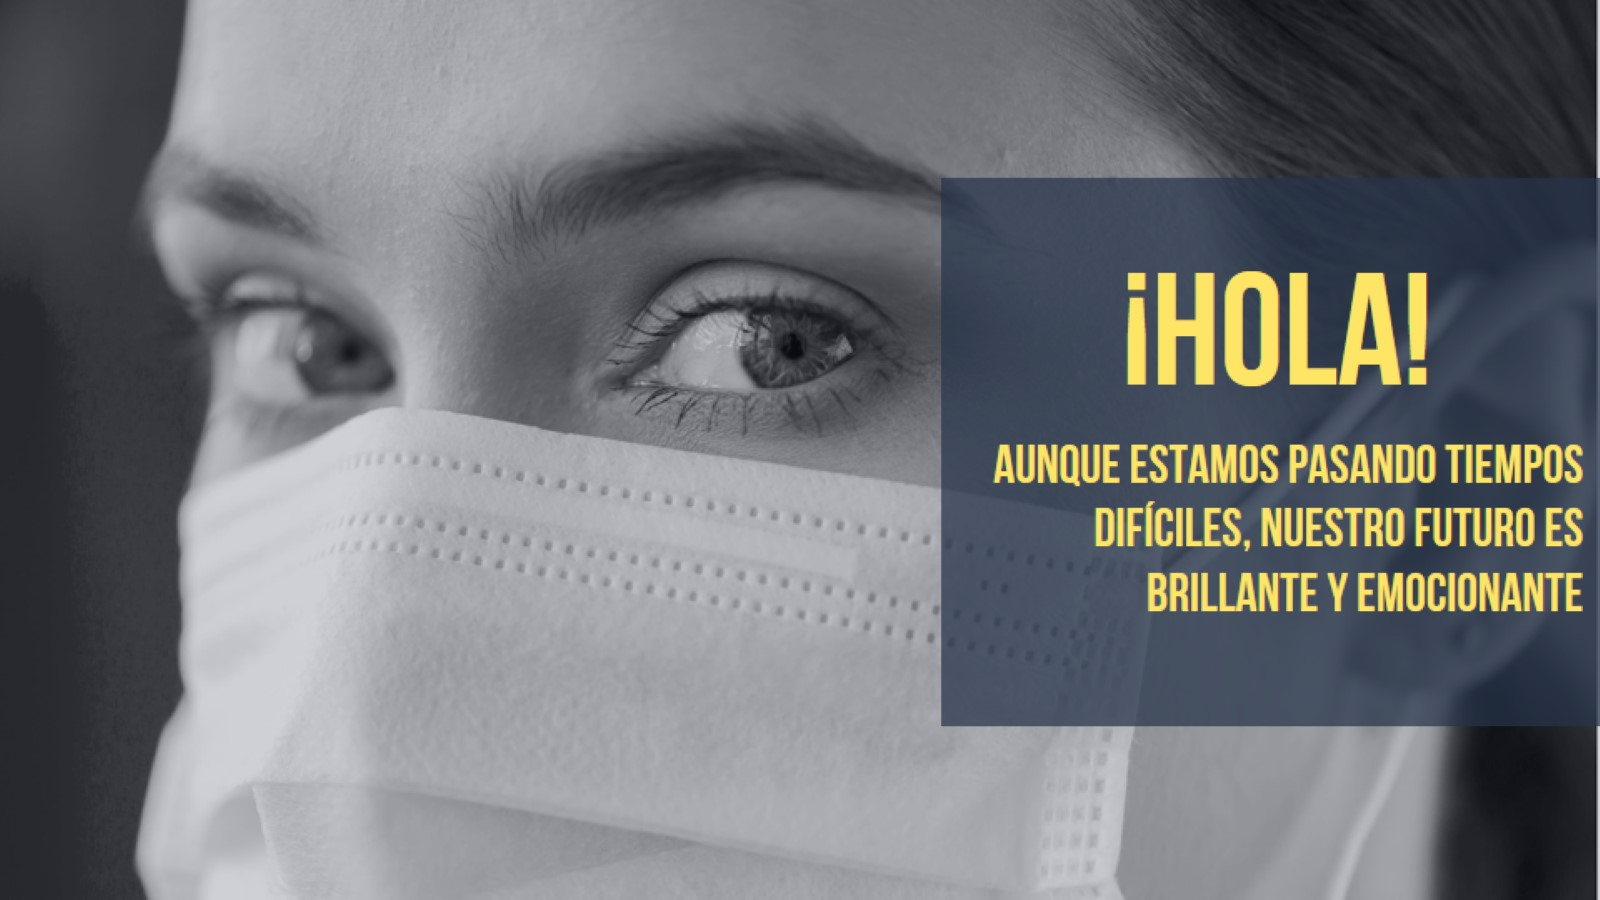 ¡HOLA!
AUNQUE ESTAMOS PASANDO TIEMPOS
DIFÍCILES, NUESTRO FUTURO ES
BRILLANTE Y EMOCIONANTE